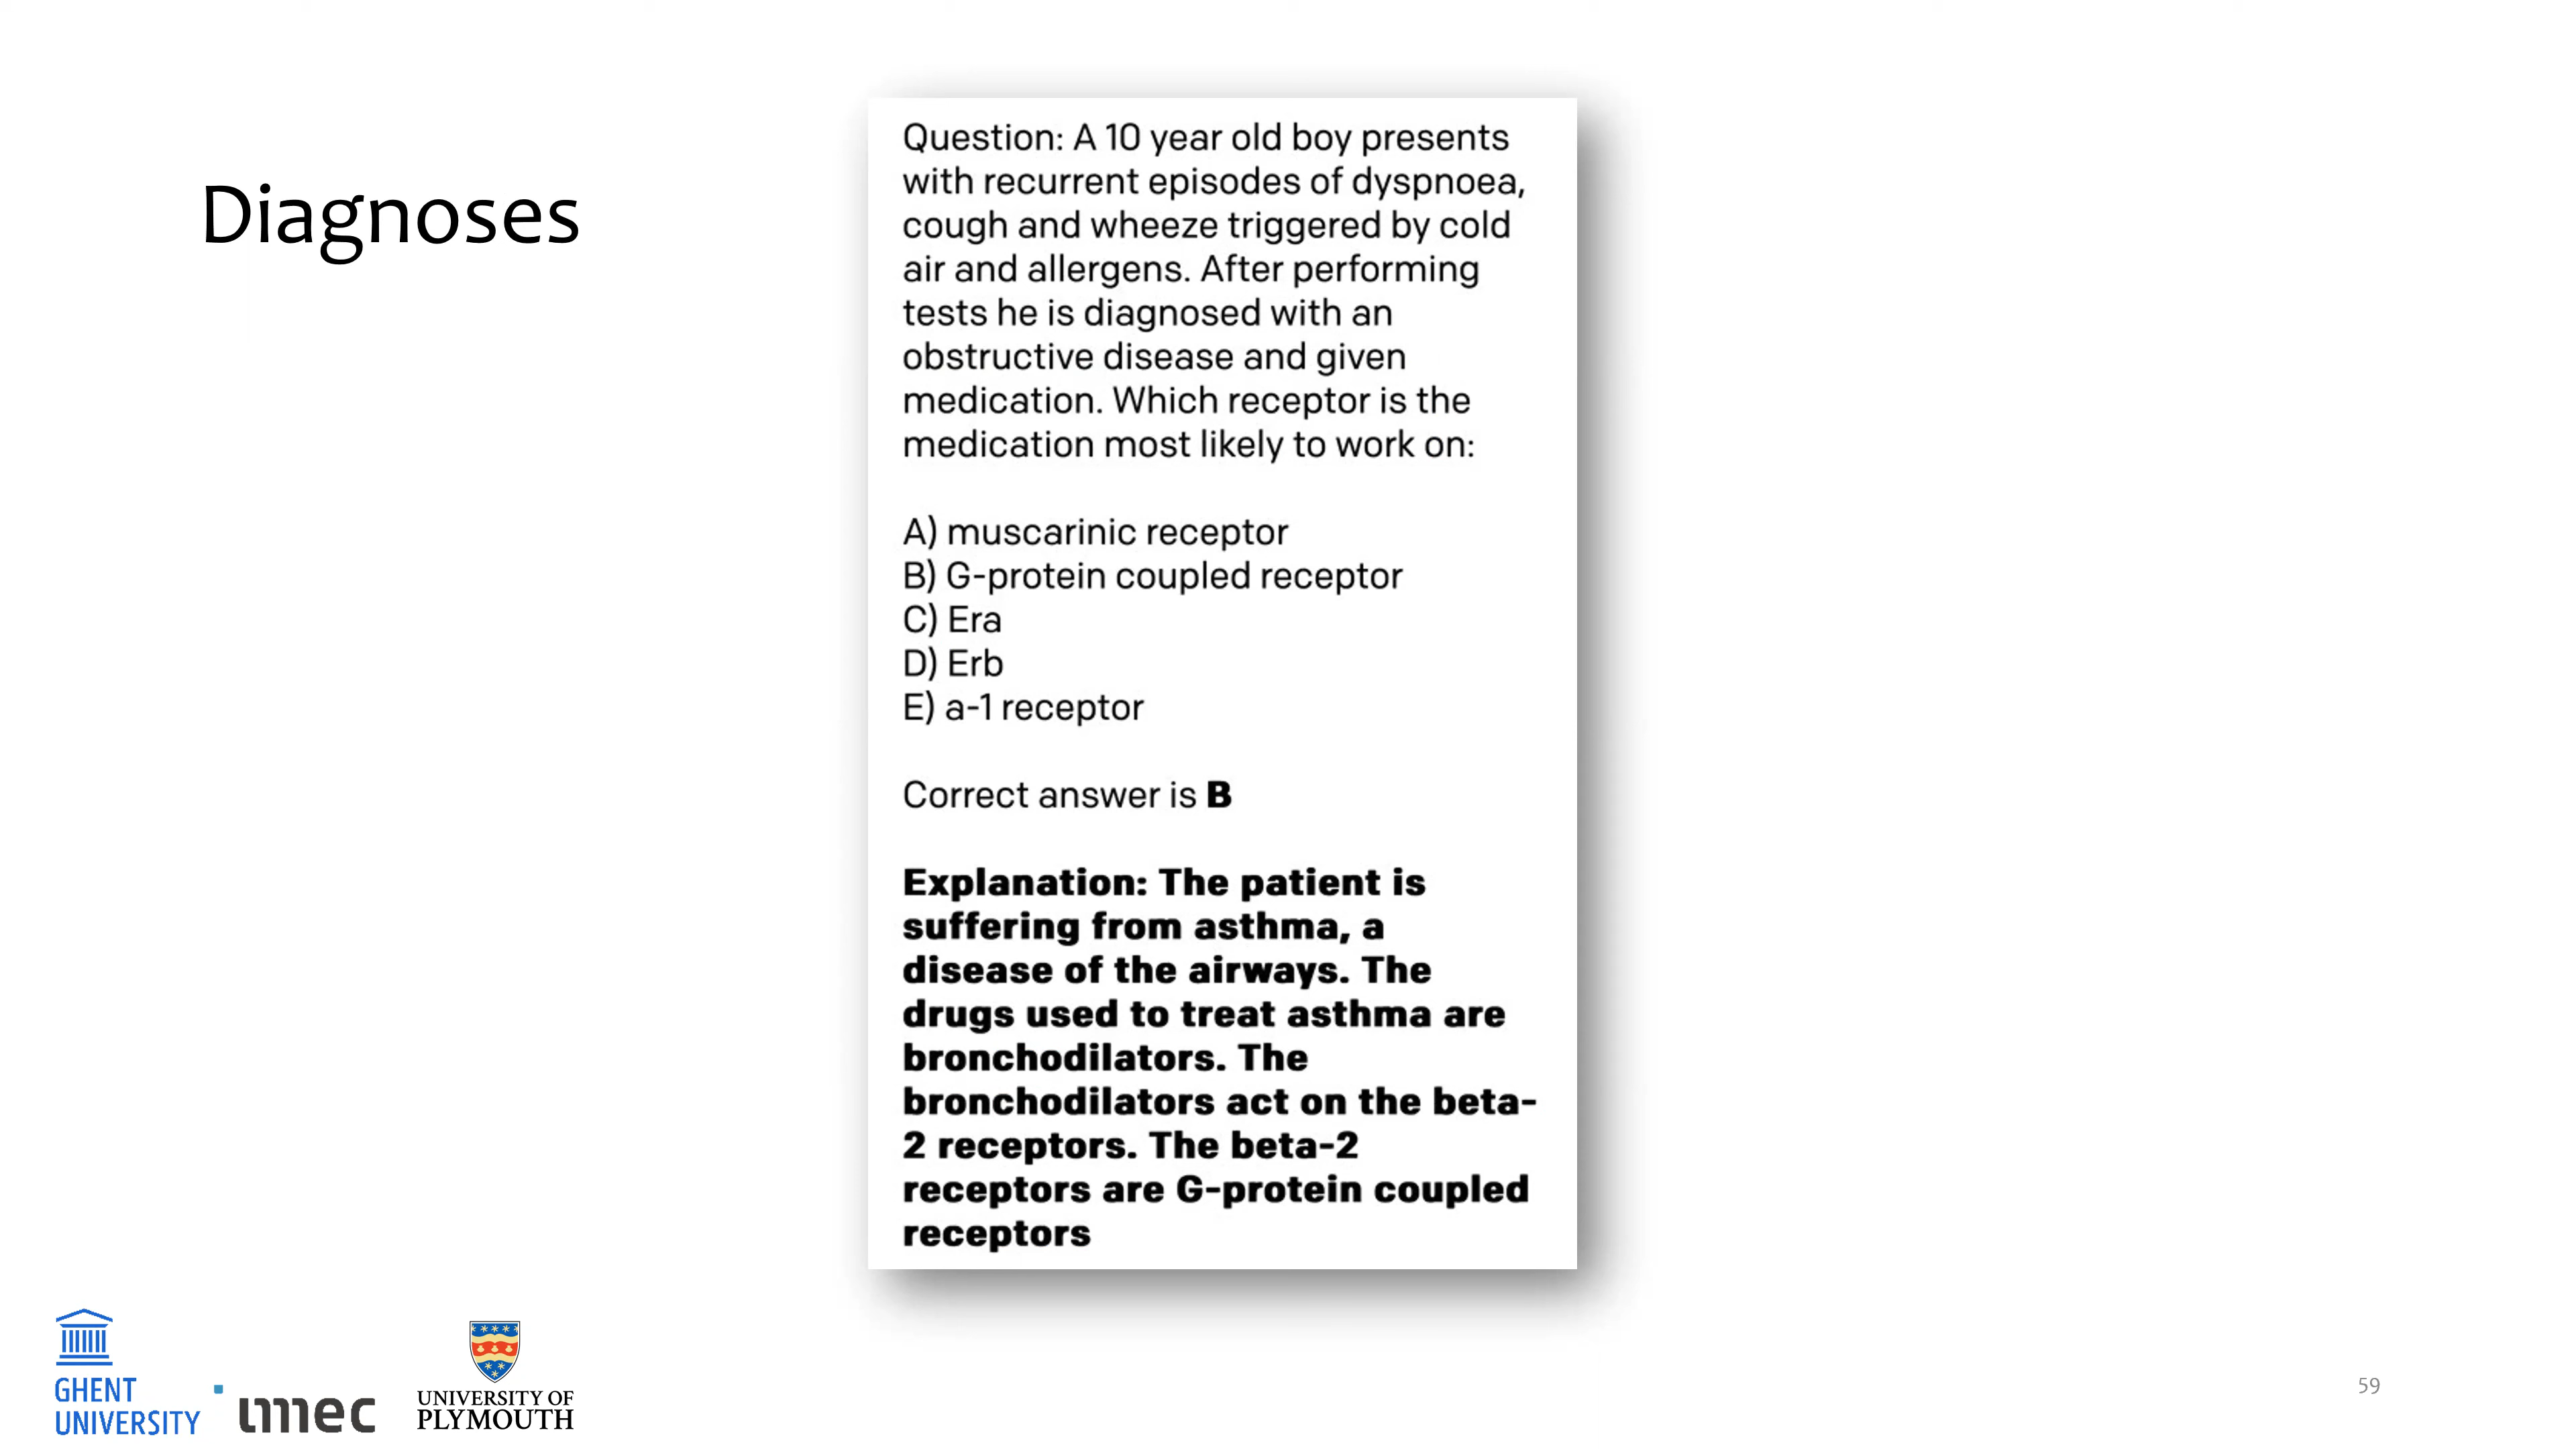 Diagnoses
Question: A 10 year old boy presents
with recurrent episodes of dyspnoea,
cough and wheeze triggered by cold
air and allergens. After performing
tests he is diagnosed with an
obstructive disease and given
medication. Which receptor is the
medication most likely to work on:
A) muscarinic receptor
B) G-protein coupled receptor
C) Era
D) Erb
E) a-1 receptor
Correct answer is B
Explanation: The patient is
suffering from asthma, a
disease of the airways. The
drugs used to treat asthma are
bronchodilators. The
bronchodilators act on the beta-
2 receptors. The beta-2
receptors are G-protein coupled
receptors
GHENT
UNIVERSITY
imec
UNIVERSITY OF
PLYMOUTH
59